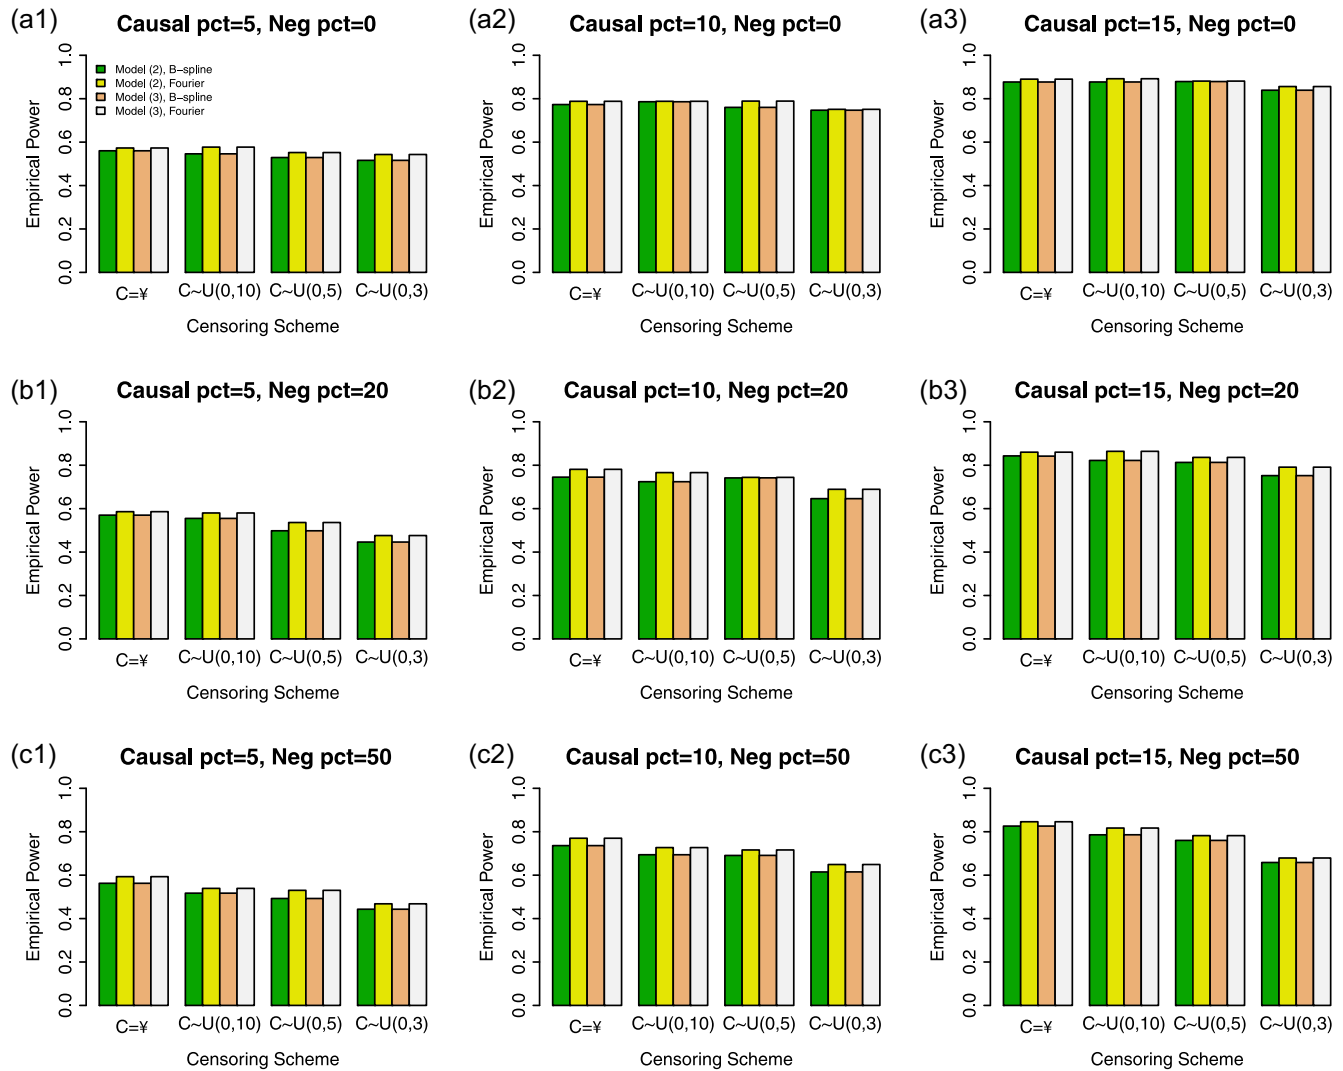 (a1) Causal pct=5, Neg pct=0
Model (2), B-spline
Model (2), Fourier
Model (3), B-spline
Model (3), Fourier
Empirical Power
0.0 0.2 0.4 0.6 0.8 1.0
C=¥ C~U(0,10) C~U(0,5) C~U(0,3)
Censoring Scheme
(a2) Causal pct=10, Neg pct=0
Empirical Power
0.0 0.2 0.4 0.6 0.8 1.0
C=¥ C~U(0,10) C~U(0,5) C~U(0,3)
Censoring Scheme
(a3) Causal pct=15, Neg pct=0
Empirical Power
0.0 0.2 0.4 0.6 0.8 1.0
C=¥ C~U(0,10) C~U(0,5) C~U(0,3)
Censoring Scheme
(b1) Causal pct=5, Neg pct=20
Empirical Power
0.0 0.2 0.4 0.6 0.8 1.0
C=¥ C~U(0,10) C~U(0,5) C~U(0,3)
Censoring Scheme
(b2) Causal pct=10, Neg pct=20
Empirical Power
0.0 0.2 0.4 0.6 0.8 1.0
C=¥ C~U(0,10) C~U(0,5) C~U(0,3)
Censoring Scheme
(b3) Causal pct=15, Neg pct=20
Empirical Power
0.0 0.2 0.4 0.6 0.8 1.0
C=¥ C~U(0,10) C~U(0,5) C~U(0,3)
Censoring Scheme
(c1) Causal pct=5, Neg pct=50
Empirical Power
0.0 0.2 0.4 0.6 0.8 1.0
C=¥ C~U(0,10) C~U(0,5) C~U(0,3)
Censoring Scheme
(c2) Causal pct=10, Neg pct=50
Empirical Power
0.0 0.2 0.4 0.6 0.8 1.0
C=¥ C~U(0,10) C~U(0,5) C~U(0,3)
Censoring Scheme
(c3) Causal pct=15, Neg pct=50
Empirical Power
0.0 0.2 0.4 0.6 0.8 1.0
C=¥ C~U(0,10) C~U(0,5) C~U(0,3)
Censoring Scheme